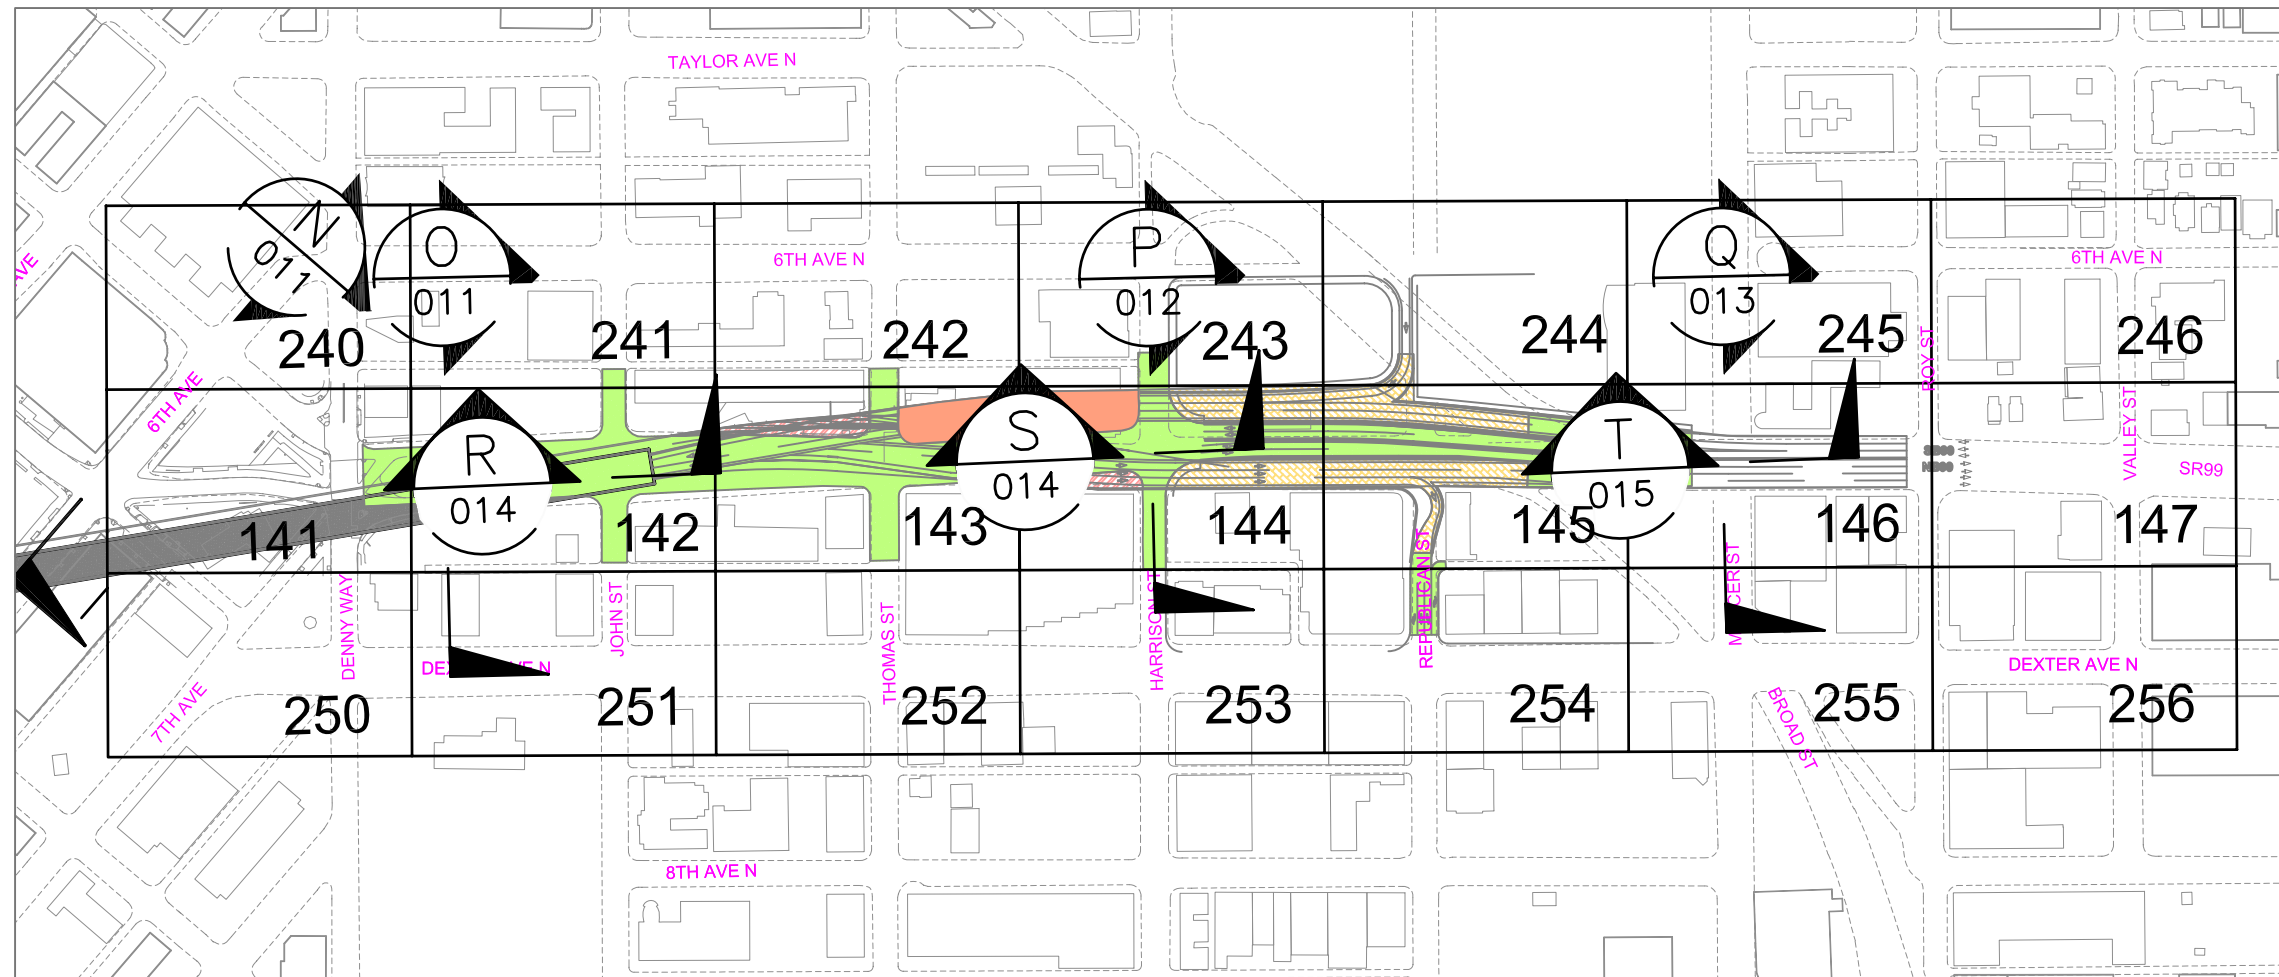 TAYLOR AVE N
N
011
O
011
P
012
Q
013
6TH AVE N
6TH AVE N
AVE
240
241
242
243
244
245
246
ROY ST
6TH AVE
VALLEY ST
R
014
S
014
T
015
SR99
141
142
143
144
145
146
147
DENNY WAY
JOHN ST
THOMAS ST
HARRISON ST
REPUBLICAN ST
DEXTER AVE N
7TH AVE
250
251
252
253
254
255
256
BROAD ST
8TH AVE N